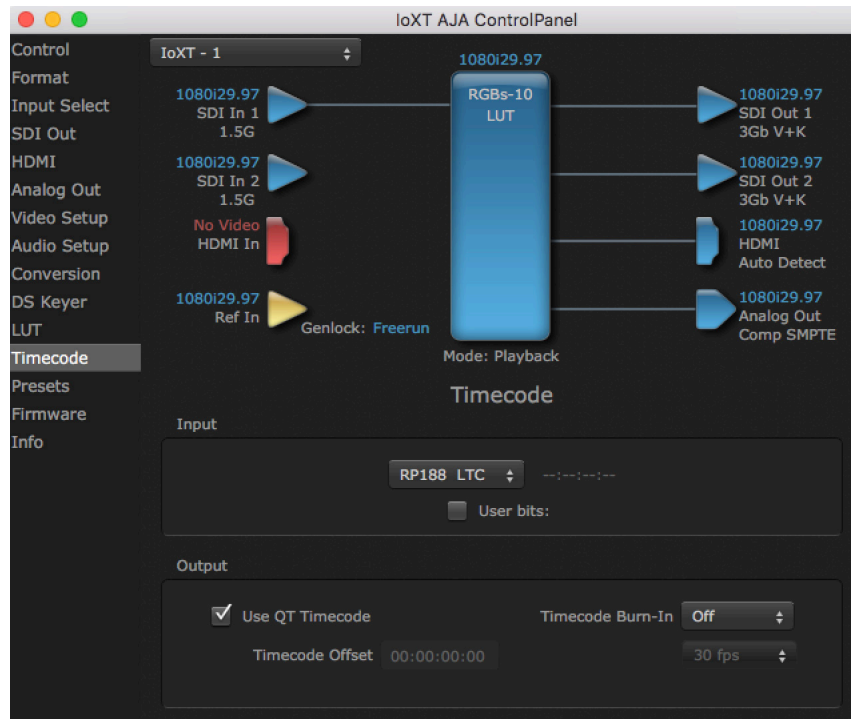 IoXT AJA ControlPanel
Control
Format
Input Select
SDI Out
HDMI
Analog Out
Video Setup
Audio Setup
Conversion
DS Keyer
LUT
Timecode
Presets
Firmware
Info
IoXT - 1
1080i29.97
SDI In 1
1.5G
1080i29.97
SDI In 2
1.5G
No Video
HDMI In
1080i29.97
Ref In
Genlock: Freerun
1080i29.97
RGBs-10
LUT
Mode: Playback
1080i29.97
SDI Out 1
3Gb V+K
1080i29.97
SDI Out 2
3Gb V+K
1080i29.97
HDMI
Auto Detect
1080i29.97
Analog Out
Comp SMPTE
Timecode
Input
RP188 LTC --:--:--:--
User bits:
Output
Use QT Timecode
Timecode Burn-In Off
Timecode Offset 00:00:00:00
30 fps